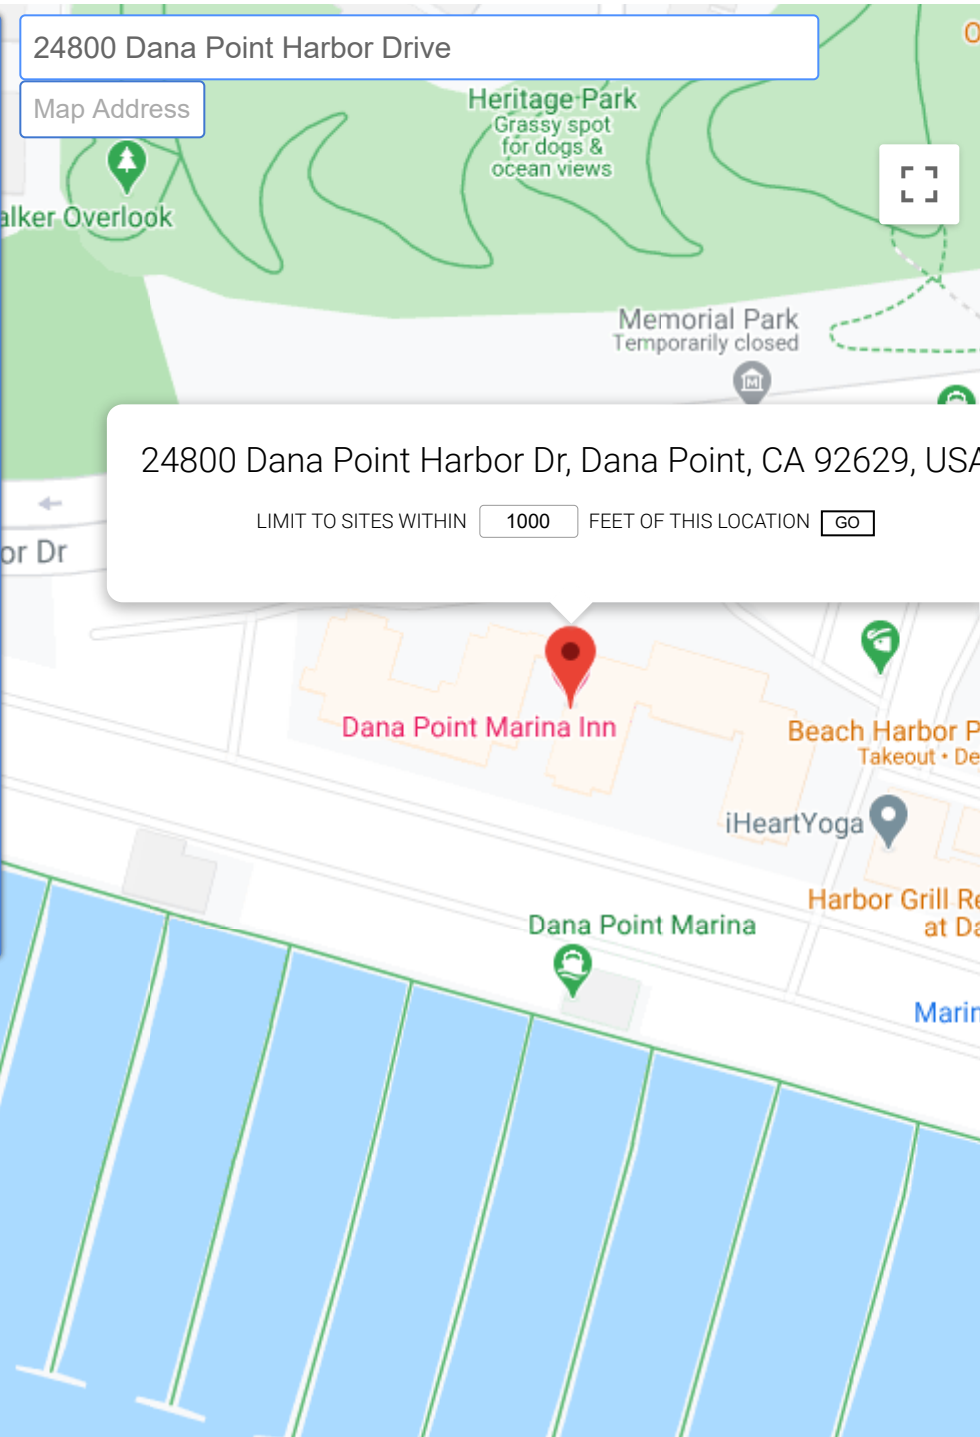 24800 Dana Point Harbor Drive
Map Address
Heritage Park
Grassy spot
for dogs &
ocean views
alker Overlook
Memorial Park
Temporarily closed
24800 Dana Point Harbor Dr, Dana Point, CA 92629, USA
LIMIT TO SITES WITHIN 1000 FEET OF THIS LOCATION GO
or Dr
Dana Point Marina Inn
Beach Harbor P
Takeout • De
iHeartYoga
Harbor Grill Re
at Da
Dana Point Marina
Marin